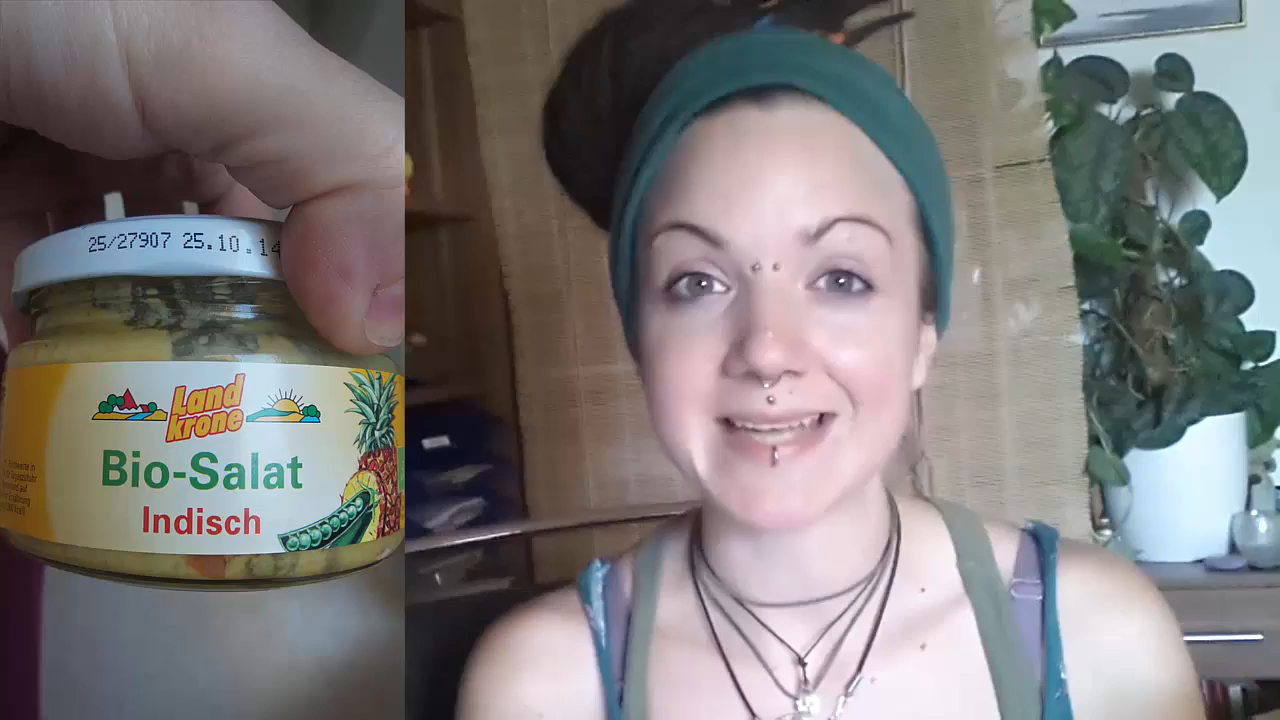 25/27907 25.10.14
Land
krone
Bio-Salat
Indisch